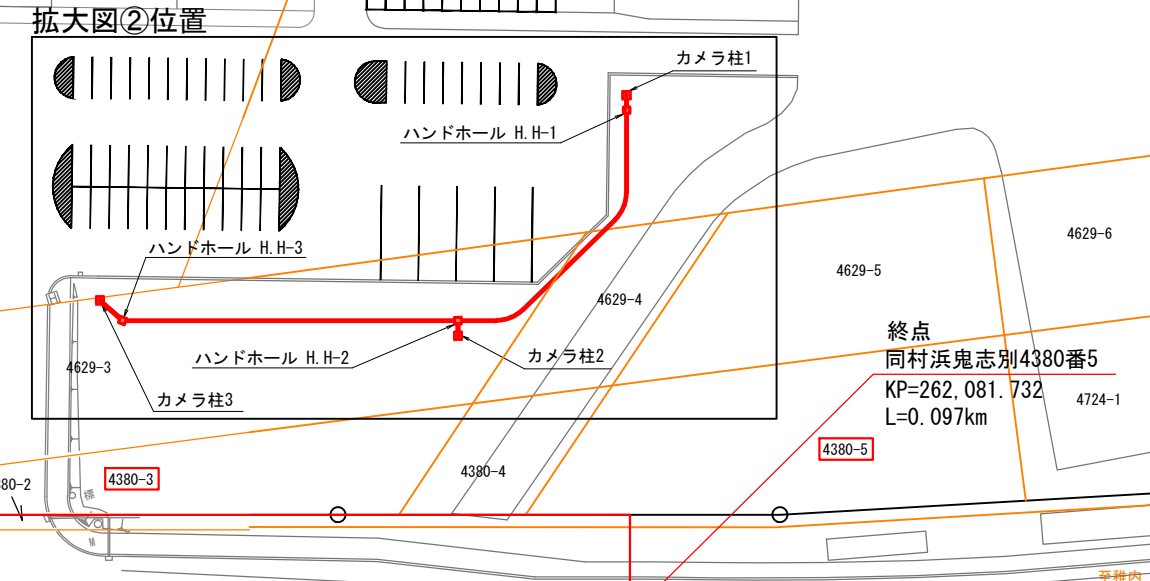 拡大図②位置
カメラ柱1
ハンドホール H.H-1
ハンドホール H.H-3
4629-6
4629-5
4629-4
終点
同村浜鬼志別4380番5
KP=262,081.732
L=0.097km
ハンドホール H.H-2
カメラ柱2
4629-3
カメラ柱3
4724-1
4380-5
4380-4
4380-3
80-2
標
M
至稚内